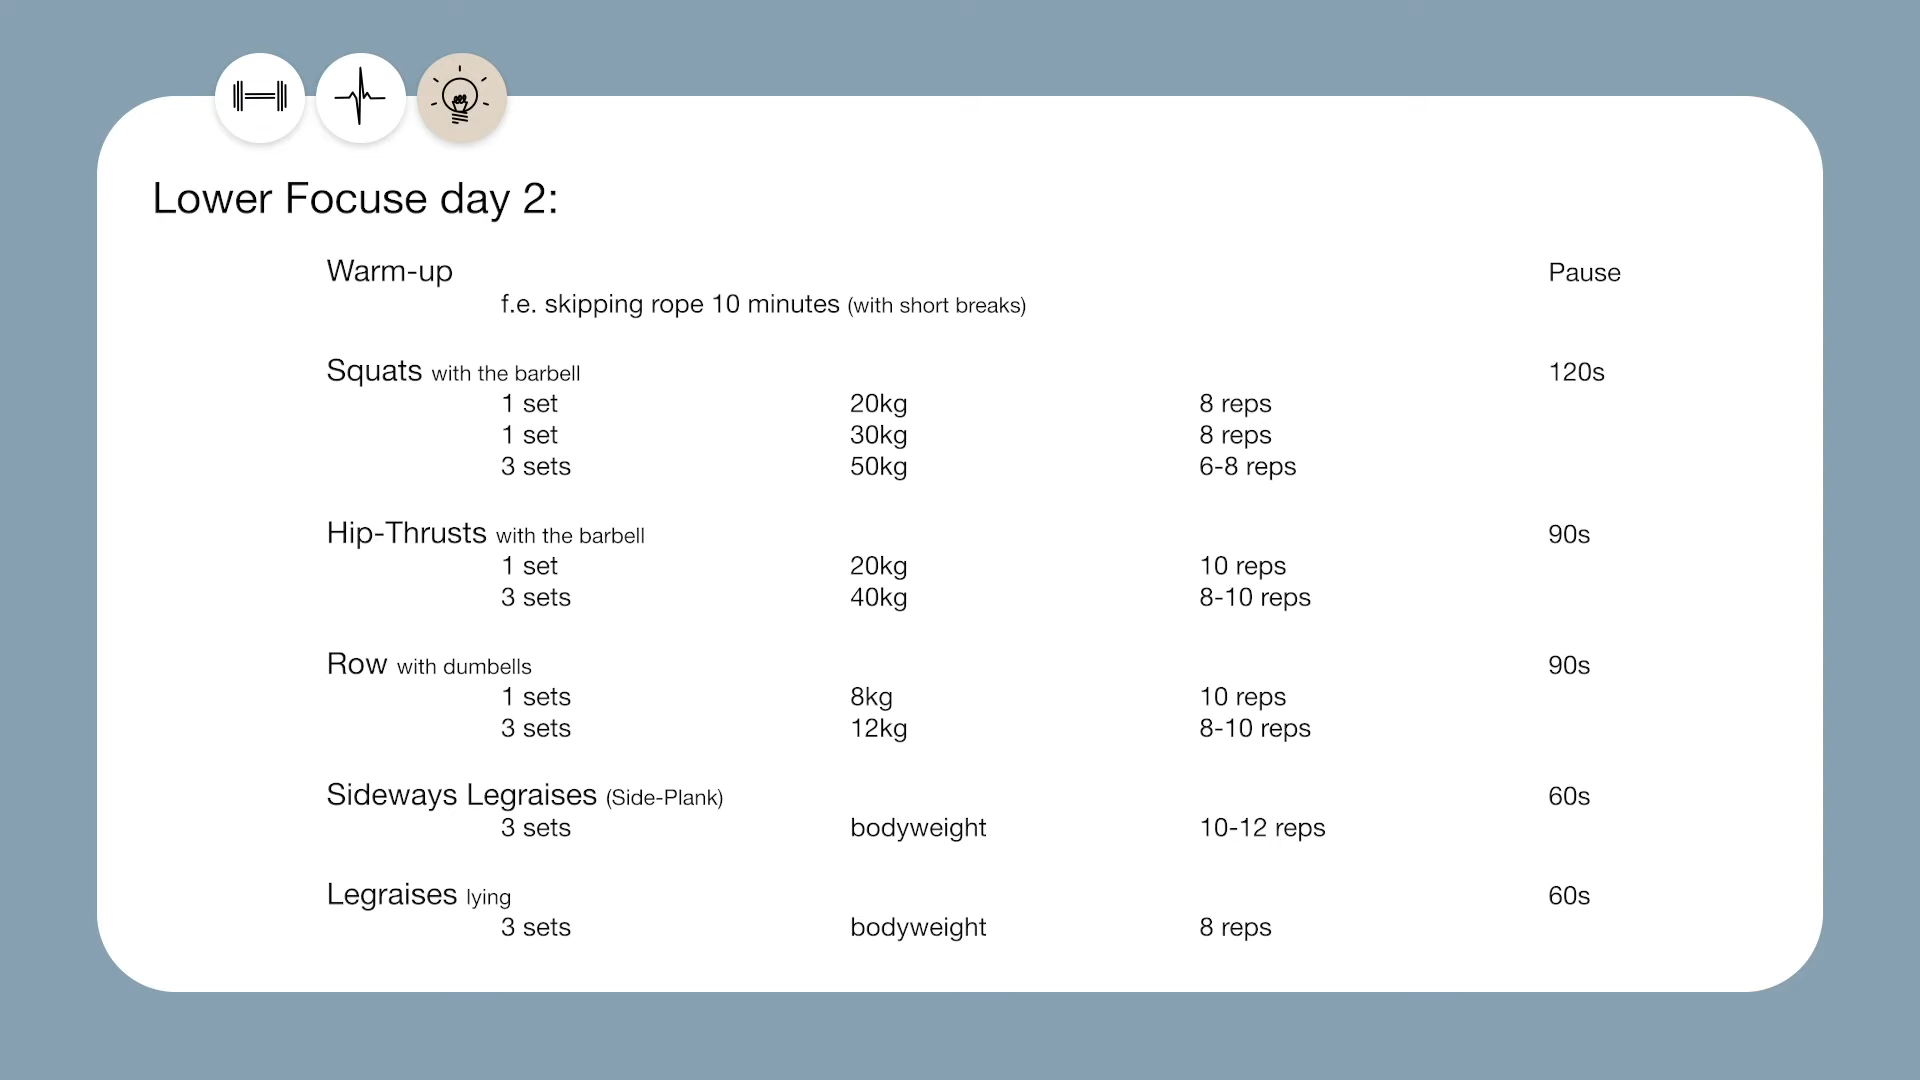 Lower Focuse day 2:
Warm-up Pause
f.e. skipping rope 10 minutes (with short breaks)
Squats with the barbell 120s
1 set 20kg 8 reps
1 set 30kg 8 reps
3 sets 50kg 6-8 reps
Hip-Thrusts with the barbell 90s
1 set 20kg 10 reps
3 sets 40kg 8-10 reps
Row with dumbells 90s
1 sets 8kg 10 reps
3 sets 12kg 8-10 reps
Sideways Legraises (Side-Plank) 60s
3 sets bodyweight 10-12 reps
Legraises lying 60s
3 sets bodyweight 8 reps